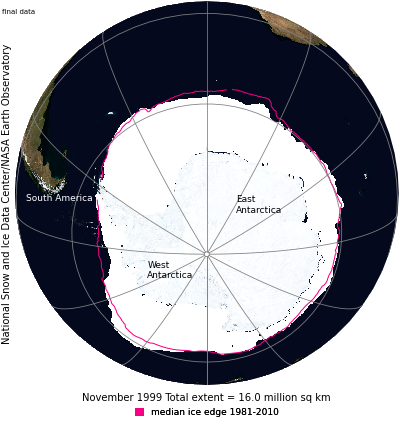 final data
National Snow and Ice Data Center/NASA Earth Observatory
South America
East
Antarctica
West
Antarctica
November 1999 Total extent = 16.0 million sq km
median ice edge 1981-2010